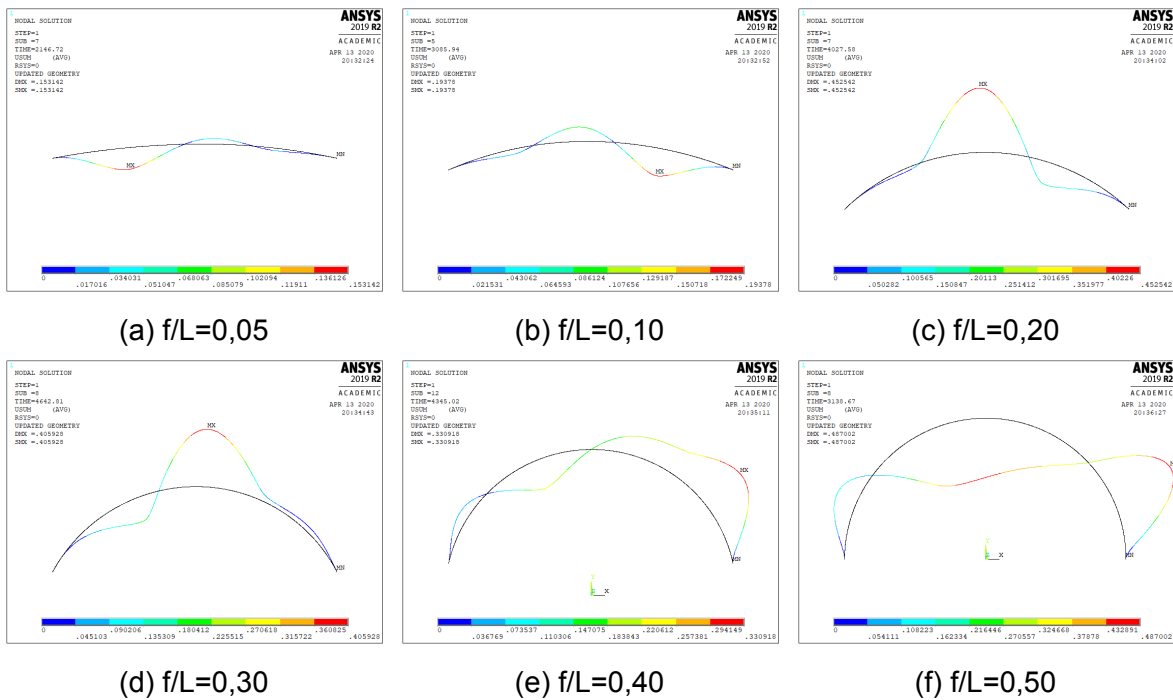 1
NODAL SOLUTION
STEP=1
SUB =7
TIME=2146.72
USUM (AVG)
RSYS=0
UPDATED GEOMETRY
DMX =.153142
SMX =.153142
ANSYS
2019 R2
ACADEMIC
APR 13 2020
20:32:24
MX
MN
0 .034031 .068063 .102094 .136126
.017016 .051047 .085079 .11911 .153142
(a) f/L=0,05
1
NODAL SOLUTION
STEP=1
SUB =5
TIME=3085.94
USUM (AVG)
RSYS=0
UPDATED GEOMETRY
DMX =.19378
SMX =.19378
ANSYS
2019 R2
ACADEMIC
APR 13 2020
20:32:52
MX
MN
0 .043062 .086124 .129187 .172249
.021531 .064593 .107656 .150718 .19378
(b) f/L=0,10
1
NODAL SOLUTION
STEP=1
SUB =7
TIME=4027.58
USUM (AVG)
RSYS=0
UPDATED GEOMETRY
DMX =.452542
SMX =.452542
ANSYS
2019 R2
ACADEMIC
APR 13 2020
20:34:02
MX
MN
0 .100565 .20113 .301695 .40226
.050282 .150847 .251412 .351977 .452542
(c) f/L=0,20
1
NODAL SOLUTION
STEP=1
SUB =8
TIME=4642.81
USUM (AVG)
RSYS=0
UPDATED GEOMETRY
DMX =.405928
SMX =.405928
ANSYS
2019 R2
ACADEMIC
APR 13 2020
20:34:43
MX
MN
0 .090206 .180412 .270618 .360825
.045103 .135309 .225515 .315722 .405928
(d) f/L=0,30
1
NODAL SOLUTION
STEP=1
SUB =12
TIME=4345.02
USUM (AVG)
RSYS=0
UPDATED GEOMETRY
DMX =.330918
SMX =.330918
ANSYS
2019 R2
ACADEMIC
APR 13 2020
20:35:11
MX
MN
Y
X
0 .073537 .147075 .220612 .294149
.036769 .110306 .183843 .257381 .330918
(e) f/L=0,40
1
NODAL SOLUTION
STEP=1
SUB =8
TIME=3138.67
USUM (AVG)
RSYS=0
UPDATED GEOMETRY
DMX =.487002
SMX =.487002
ANSYS
2019 R2
ACADEMIC
APR 13 2020
20:36:27
MN
Y
X
0 .108223 .216446 .324668 .432891
.054111 .162334 .270557 .37878 .487002
(f) f/L=0,50